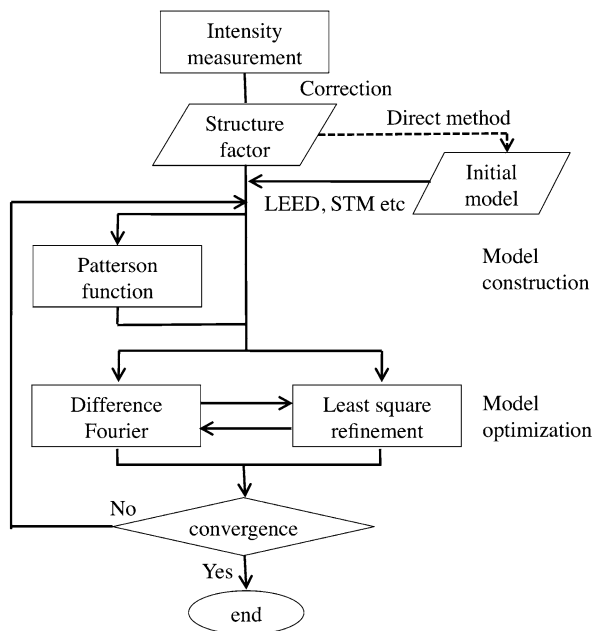 Intensity
measurement
Correction
Structure
factor
Direct method
Initial
model
LEED, STM etc
Patterson
function
Model
construction
Difference
Fourier
Least square
refinement
Model
optimization
No
convergence
Yes
end